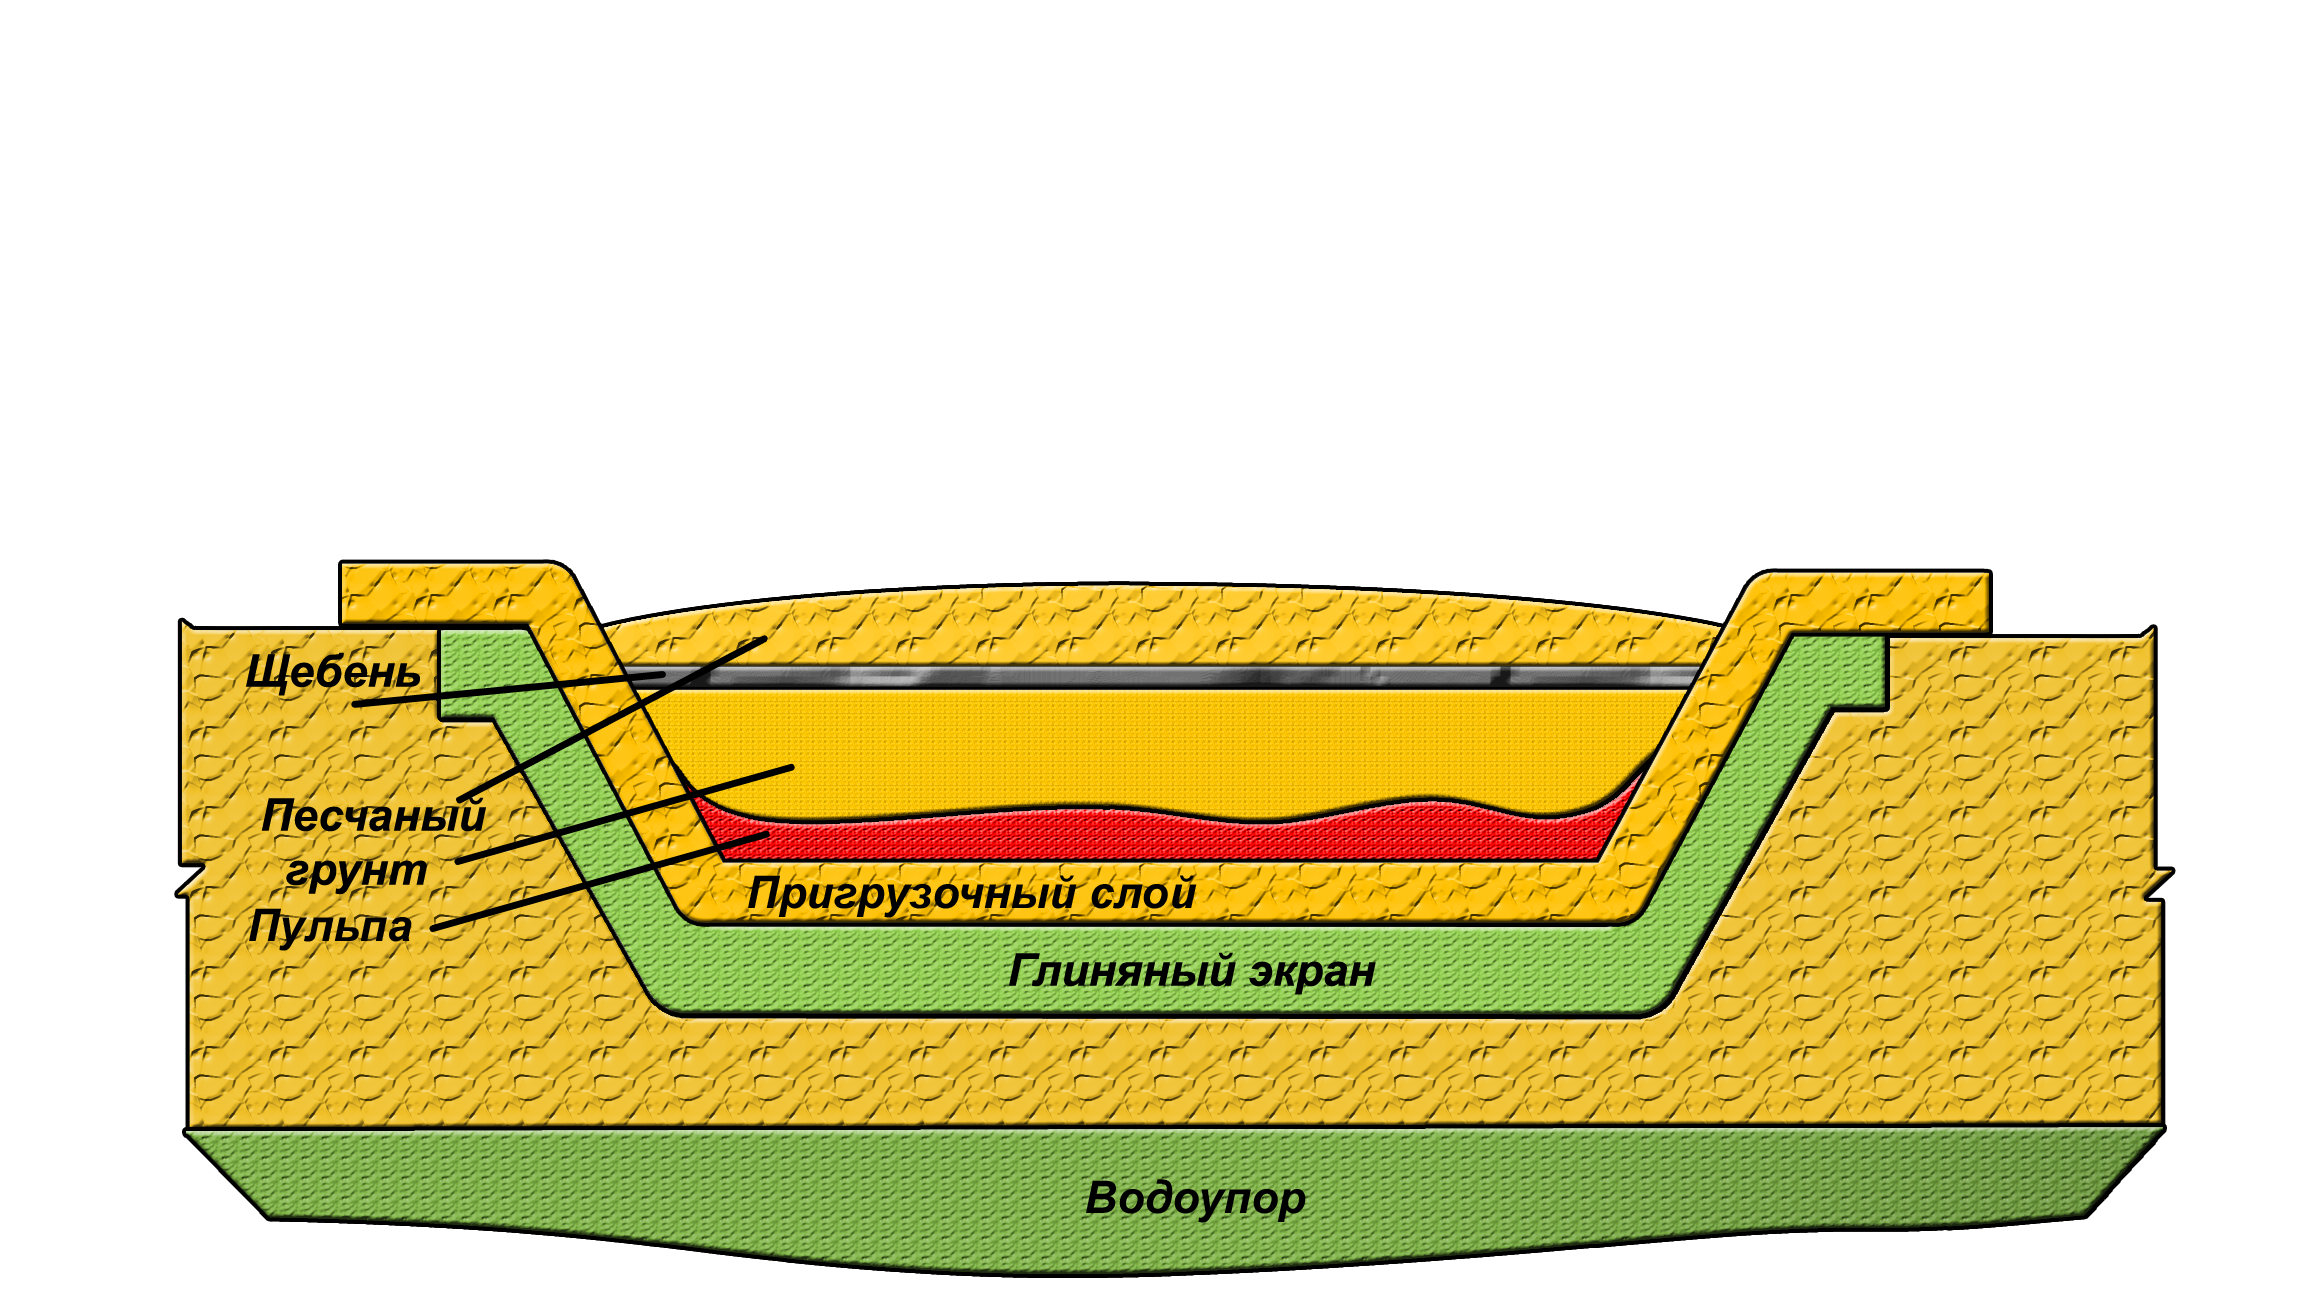 Щебень
Песчаный
грунт
Пульпа
Пригрузочный слой
Глиняный экран
Водоупор